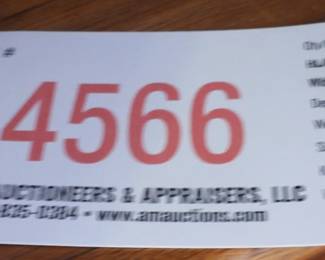 #
4566
AUCTIONEERS & APPRAISERS, LLC
835-0384 • www.amauctions.com